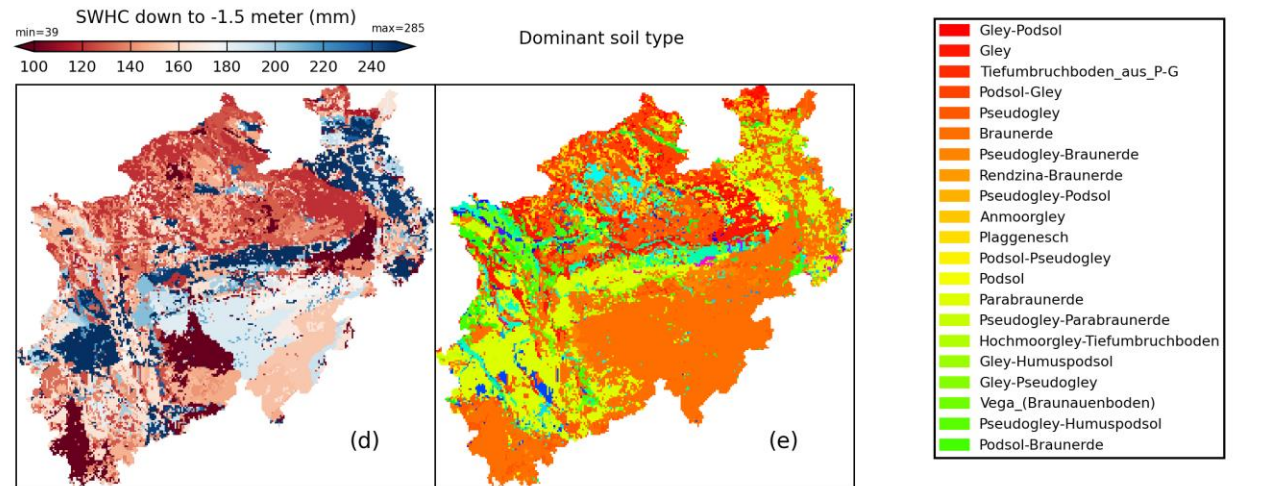 SWHC down to -1.5 meter (mm)
min=39
max=285
100 120 140 160 180 200 220 240
Dominant soil type
(d)
(e)
Gley-Podsol
Gley
Tiefumbruchboden_aus_P-G
Podsol-Gley
Pseudogley
Braunerde
Pseudogley-Braunerde
Rendzina-Braunerde
Pseudogley-Podsol
Anmoorgley
Plaggenesch
Podsol-Pseudogley
Podsol
Parabraunerde
Pseudogley-Parabraunerde
Hochmoorgley-Tiefumbruchboden
Gley-Humuspodsol
Gley-Pseudogley
Vega_(Braunauenboden)
Pseudogley-Humuspodsol
Podsol-Braunerde